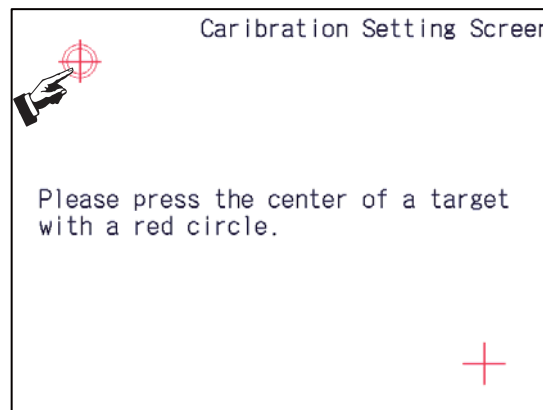 Caribration Setting Screen
Please press the center of a target
with a red circle.